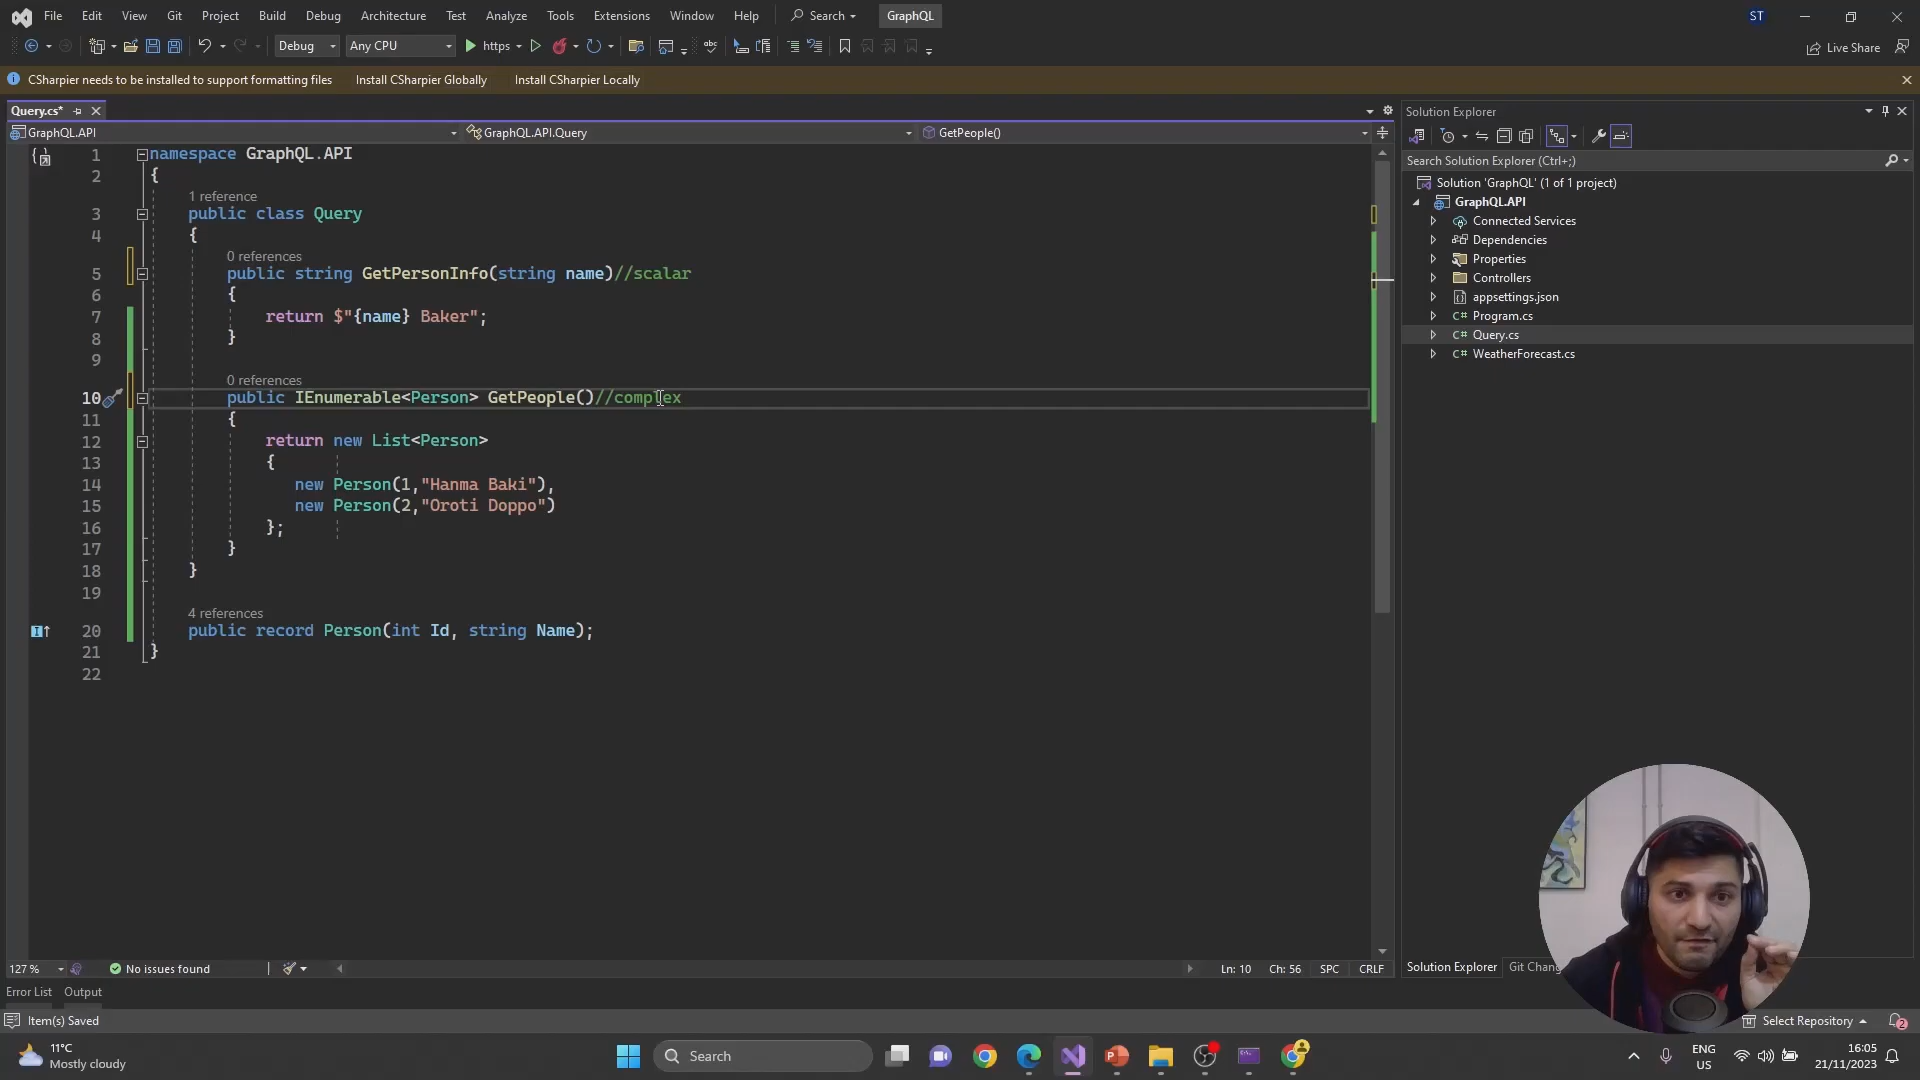 File Edit View Git Project Build Debug Architecture Test Analyze Tools Extensions Window Help Search GraphQL ST
Debug Any CPU https Live Share
CSharpier needs to be installed to support formatting files Install CSharpier Globally Install CSharpier Locally
Query.cs*
GraphQL.API GraphQL.API.Query GetPeople()
1 namespace GraphQL.API
2 {
1 reference
3 public class Query
4 {
0 references
5 public string GetPersonInfo(string name)//scalar
6 {
7 return $"{name} Baker";
8 }
9
0 references
10 public IEnumerable<Person> GetPeople()//complex
11 {
12 return new List<Person>
13 {
14 new Person(1,"Hanma Baki"),
15 new Person(2,"Oroti Doppo")
16 };
17 }
18 }
19
4 references
20 public record Person(int Id, string Name);
21 }
22
127 % No issues found Ln: 10 Ch: 56 SPC CRLF
Error List Output
Item(s) Saved
Solution Explorer
Search Solution Explorer (Ctrl+;)
Solution 'GraphQL' (1 of 1 project)
GraphQL.API
Connected Services
Dependencies
Properties
Controllers
appsettings.json
C# Program.cs
C# Query.cs
C# WeatherForecast.cs
Solution Explorer Git Chang
Select Repository 2
11°C
Mostly cloudy
Search
ENG
US
16:05
21/11/2023